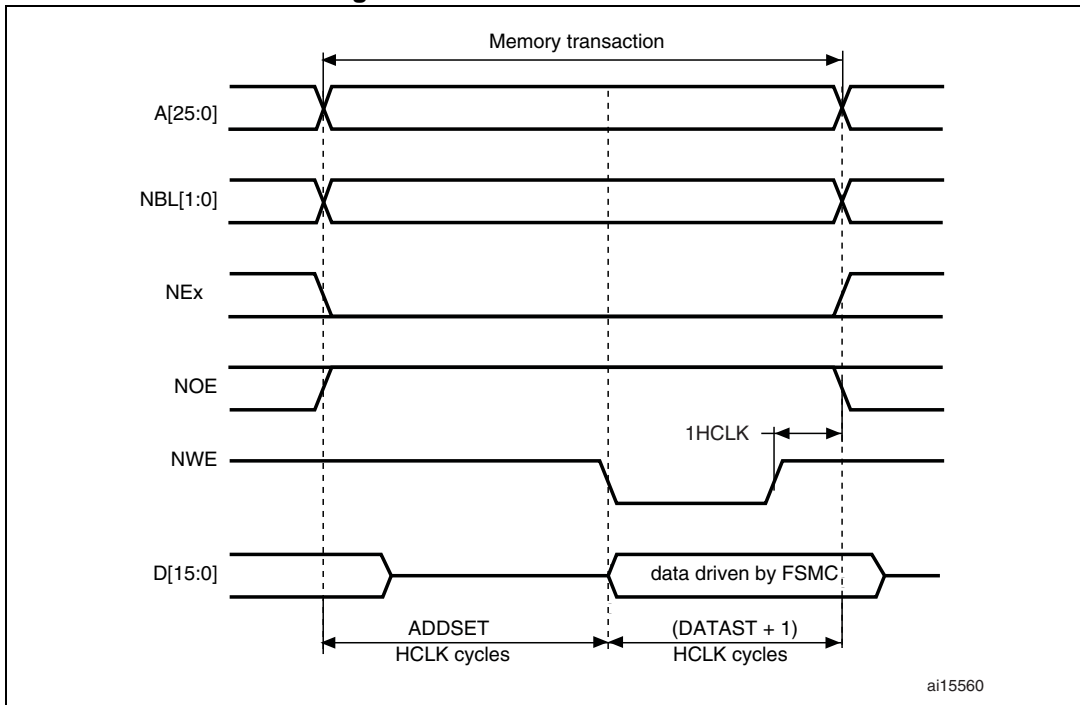 Memory transaction
A[25:0]
NBL[1:0]
NEx
NOE
1HCLK
NWE
D[15:0]
data driven by FSMC
ADDSET
HCLK cycles
(DATAST + 1)
HCLK cycles
ai15560